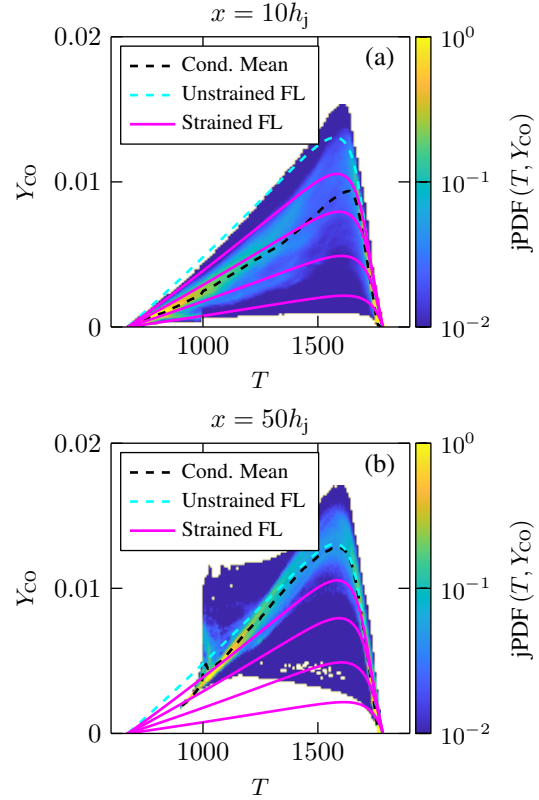 x = 10h_j
0.02
(a)
10^0
Cond. Mean
Unstrained FL
Strained FL
Y_CO
0.01
10^{-1}
jPDF (T, Y_CO)
0
10^{-2}
1000
1500
T
x = 50h_j
0.02
(b)
10^0
Cond. Mean
Unstrained FL
Strained FL
Y_CO
0.01
10^{-1}
jPDF (T, Y_CO)
0
10^{-2}
1000
1500
T